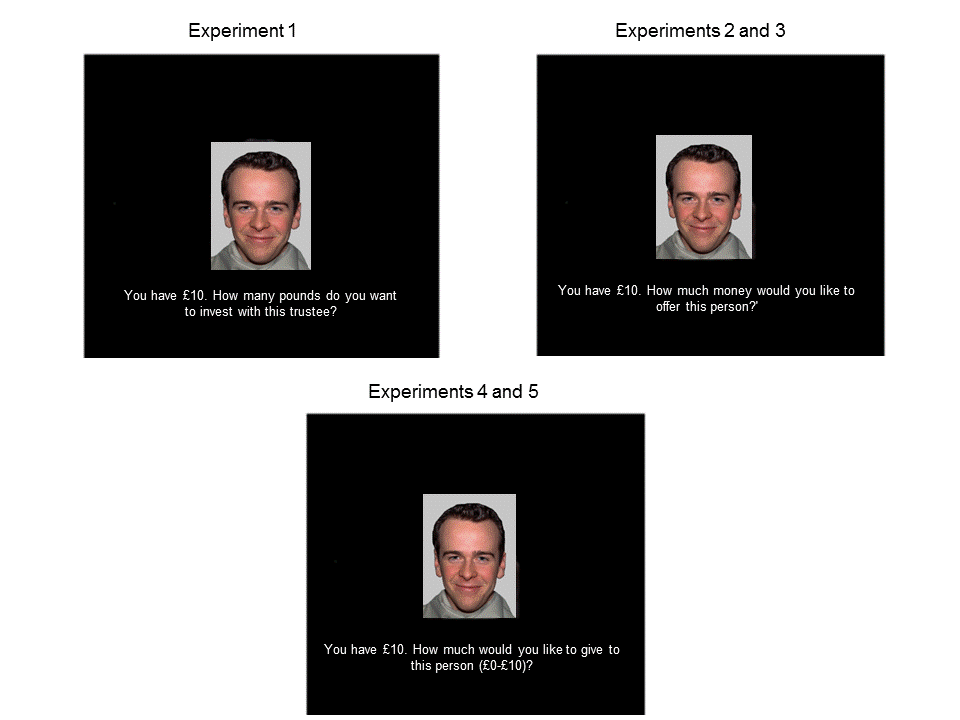 Experiment 1
Experiments 2 and 3
You have £10. How many pounds do you want
to invest with this trustee?
You have £10. How much money would you like to
offer this person?'
Experiments 4 and 5
You have £10. How much would you like to give to
this person (£0-£10)?